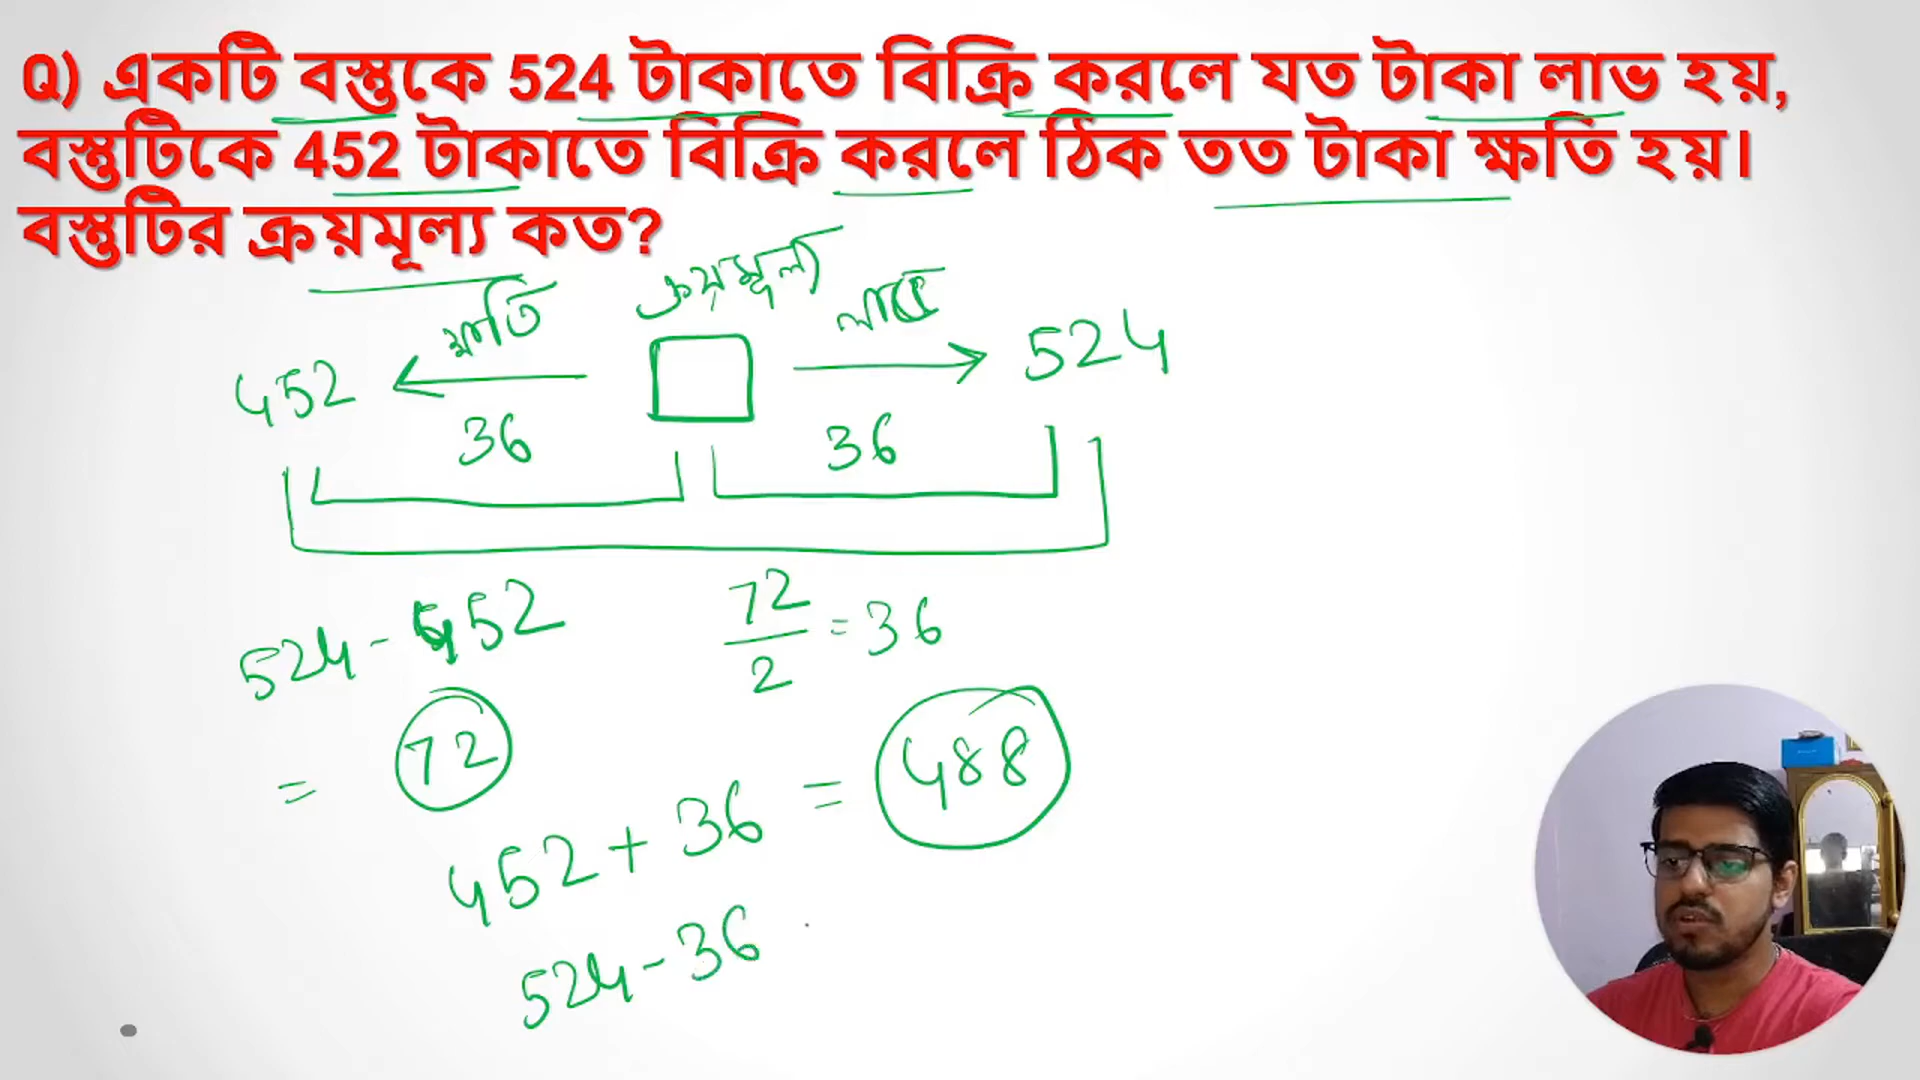 Q) একটি বস্তুকে 524 টাকাতে বিক্রি করলে যত টাকা লাভ হয়,
বস্তুটিকে 452 টাকাতে বিক্রি করলে ঠিক তত টাকা ক্ষতি হয়।
বস্তুটির ক্রয়মূল্য কত?
ক্ষতি ক্রয়মূল্য লাভ
452 524
36 36
524 - 452 72/2 = 36
= 72
452 + 36 = 488
524 - 36